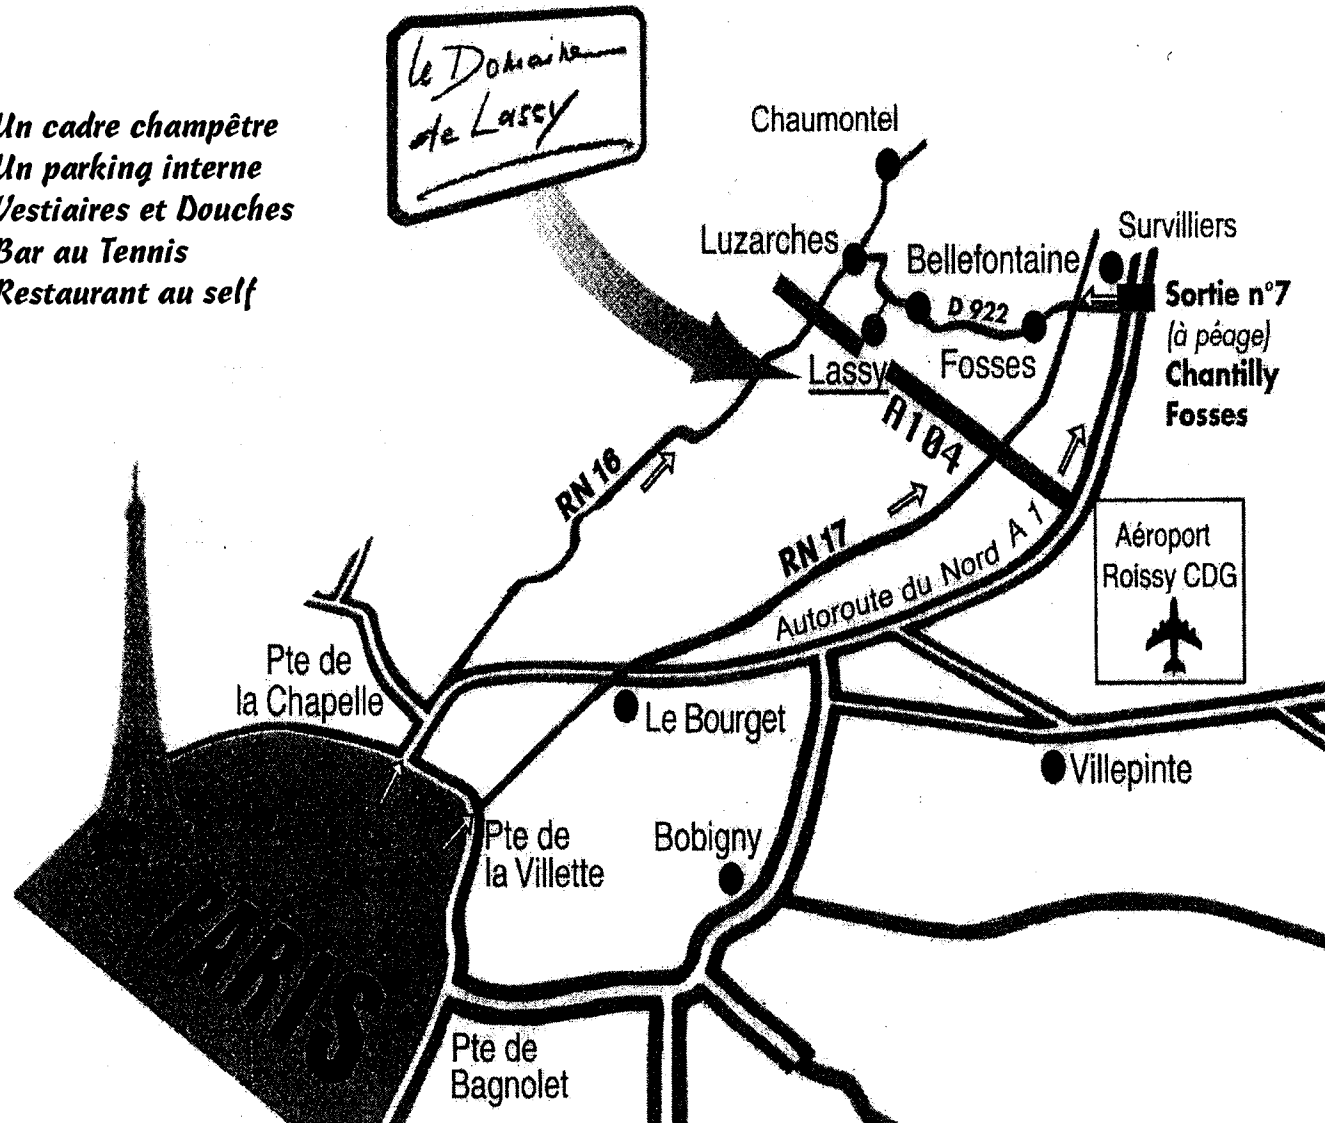 le Domaine
de Lassy
Un cadre champêtre
Un parking interne
Vestiaires et Douches
Bar au Tennis
Restaurant au self
Chaumontel
Luzarches
Survilliers
Bellefontaine
Sortie n°7
(à péage)
Chantilly
Fosses
D 922
Fosses
Lassy
A104
RN 16
RN 17
Autoroute du Nord A 1
Aéroport
Roissy CDG
Pte de
la Chapelle
Le Bourget
Villepinte
Pte de
la Villette
Bobigny
PARIS
Pte de
Bagnolet